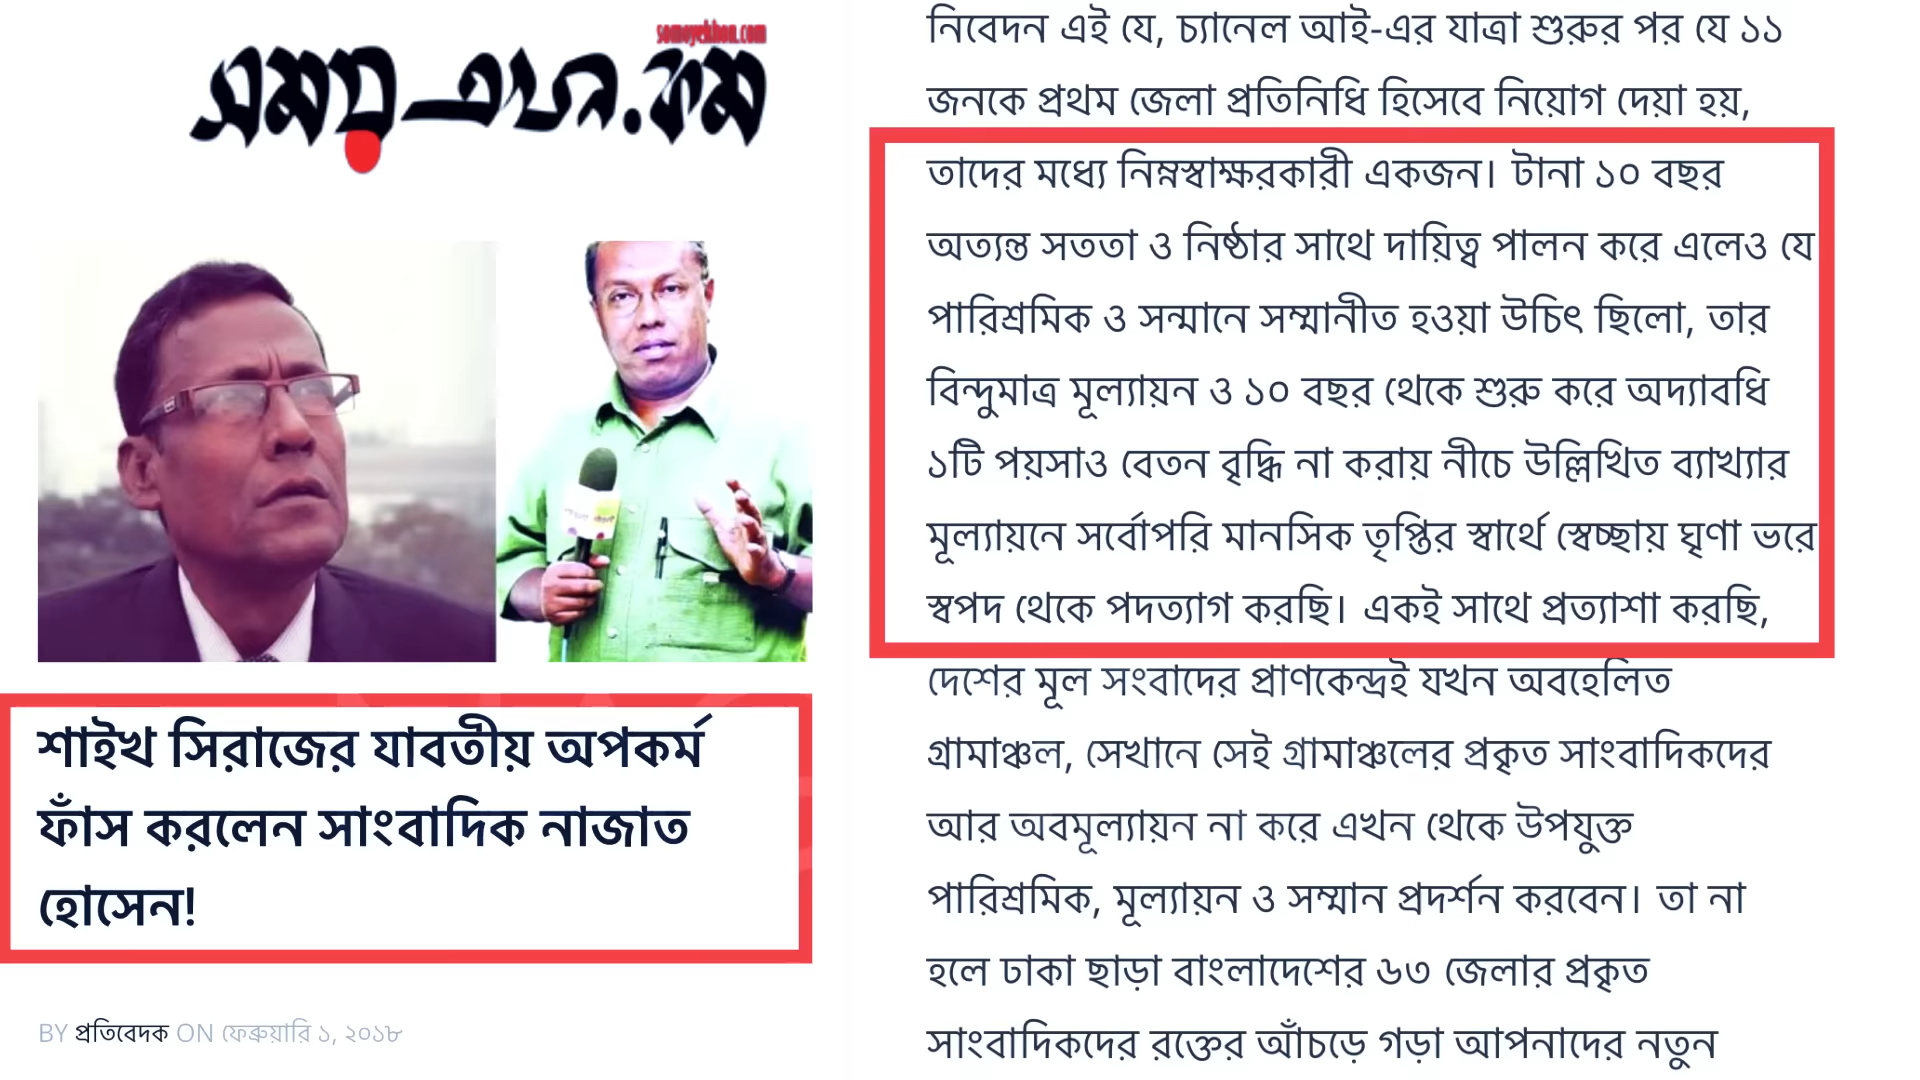 somoyekhon.com
সময়এখন.কম
শাইখ সিরাজের যাবতীয় অপকর্ম
ফাঁস করলেন সাংবাদিক নাজাত
হোসেন!
BY প্রতিবেদক ON ফেব্রুয়ারি ১, ২০১৮
নিবেদন এই যে, চ্যানেল আই-এর যাত্রা শুরুর পর যে ১১
জনকে প্রথম জেলা প্রতিনিধি হিসেবে নিয়োগ দেয়া হয়,
তাদের মধ্যে নিম্নস্বাক্ষরকারী একজন। টানা ১০ বছর
অত্যন্ত সততা ও নিষ্ঠার সাথে দায়িত্ব পালন করে এলেও যে
পারিশ্রমিক ও সন্মানে সম্মানীত হওয়া উচিৎ ছিলো, তার
বিন্দুমাত্র মূল্যায়ন ও ১০ বছর থেকে শুরু করে অদ্যাবধি
১টি পয়সাও বেতন বৃদ্ধি না করায় নীচে উল্লিখিত ব্যাখ্যার
মূল্যায়নে সর্বোপরি মানসিক তৃপ্তির স্বার্থে স্বেচ্ছায় ঘৃণা ভরে
স্বপদ থেকে পদত্যাগ করছি। একই সাথে প্রত্যাশা করছি,
দেশের মূল সংবাদের প্রাণকেন্দ্রই যখন অবহেলিত
গ্রামাঞ্চল, সেখানে সেই গ্রামাঞ্চলের প্রকৃত সাংবাদিকদের
আর অবমূল্যায়ন না করে এখন থেকে উপযুক্ত
পারিশ্রমিক, মূল্যায়ন ও সম্মান প্রদর্শন করবেন। তা না
হলে ঢাকা ছাড়া বাংলাদেশের ৬৩ জেলার প্রকৃত
সাংবাদিকদের রক্তের আঁচড়ে গড়া আপনাদের নতুন